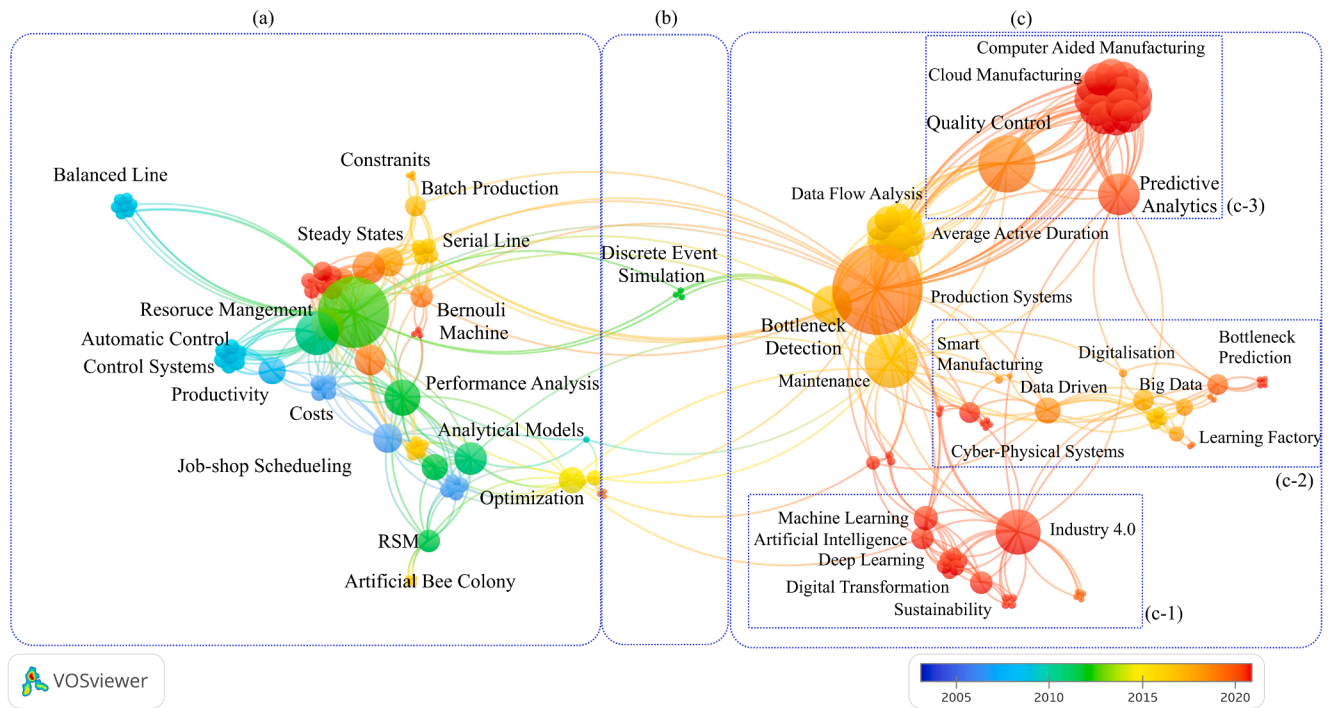 (a)
(b)
(c)
Computer Aided Manufacturing
Cloud Manufacturing
Quality Control
Predictive
Analytics
(c-3)
Data Flow Aalysis
Average Active Duration
Production Systems
Bottleneck
Detection
Maintenance
Balanced Line
Constranits
Batch Production
Steady States
Serial Line
Resoruce Mangement
Bernouli
Machine
Automatic Control
Control Systems
Productivity
Costs
Performance Analysis
Analytical Models
Job-shop Schedueling
Optimization
RSM
Artificial Bee Colony
Discrete Event
Simulation
Smart
Manufacturing
Digitalisation
Bottleneck
Prediction
Data Driven
Big Data
Learning Factory
Cyber-Physical Systems
(c-2)
Machine Learning
Artificial Intelligence
Deep Learning
Digital Transformation
Sustainability
Industry 4.0
(c-1)
VOSviewer
2005
2010
2015
2020